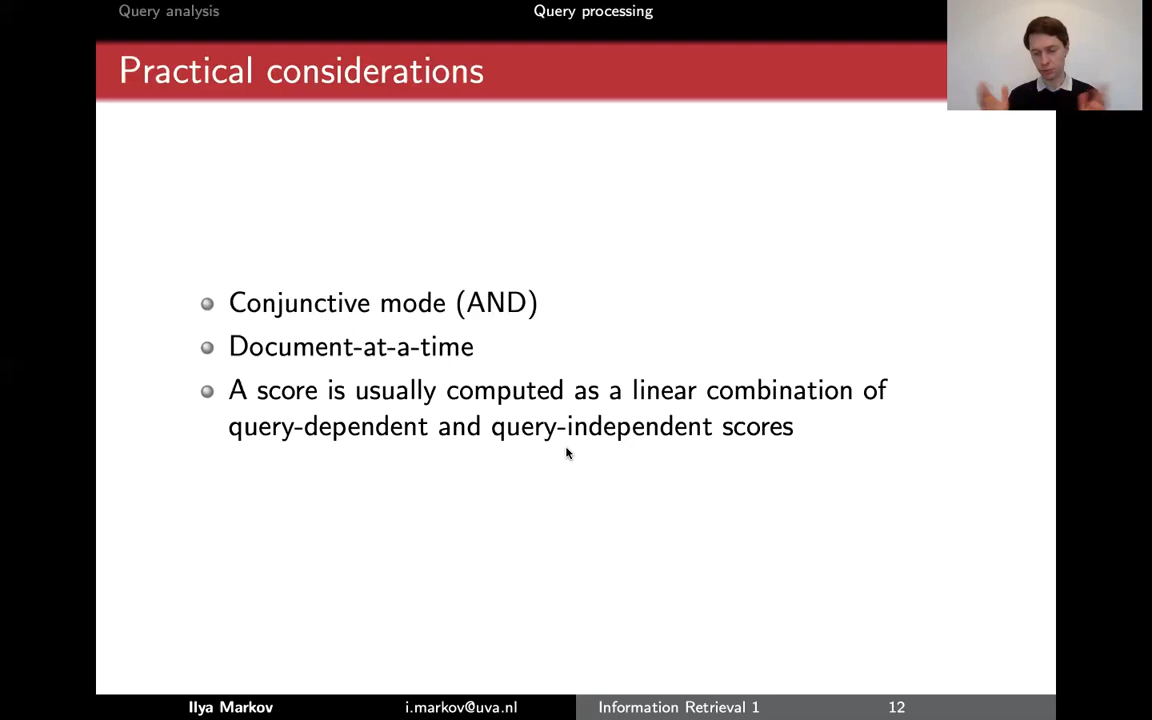 Query analysis
Query processing
Practical considerations
Conjunctive mode (AND)
Document-at-a-time
A score is usually computed as a linear combination of
query-dependent and query-independent scores
Ilya Markov
i.markov@uva.nl
Information Retrieval 1
12